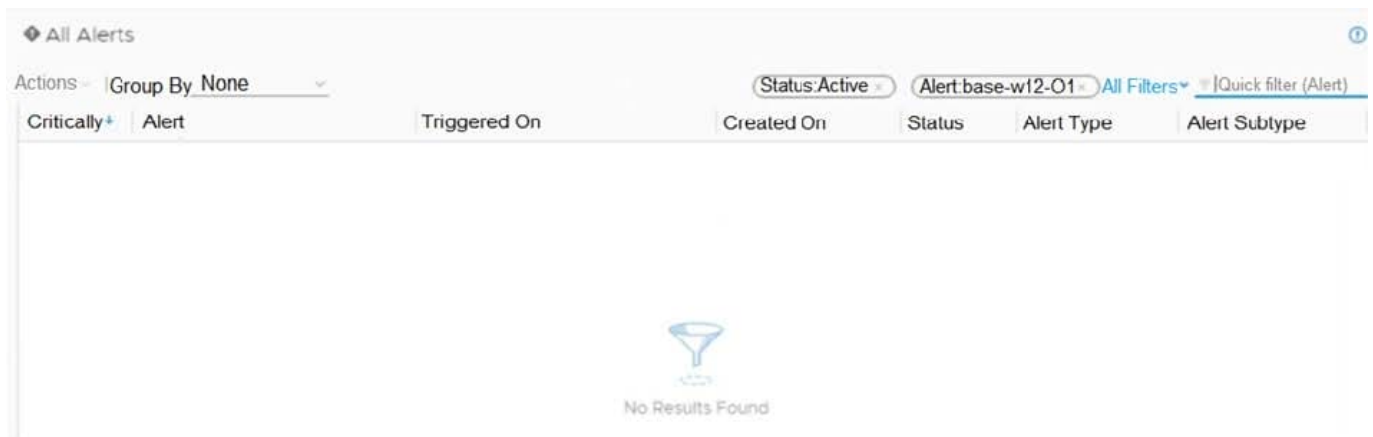 All Alerts
Actions Group By None Status:Active × Alert:base-w12-O1 × All Filters Quick filter (Alert)
Critically Alert Triggered On Created On Status Alert Type Alert Subtype
No Results Found